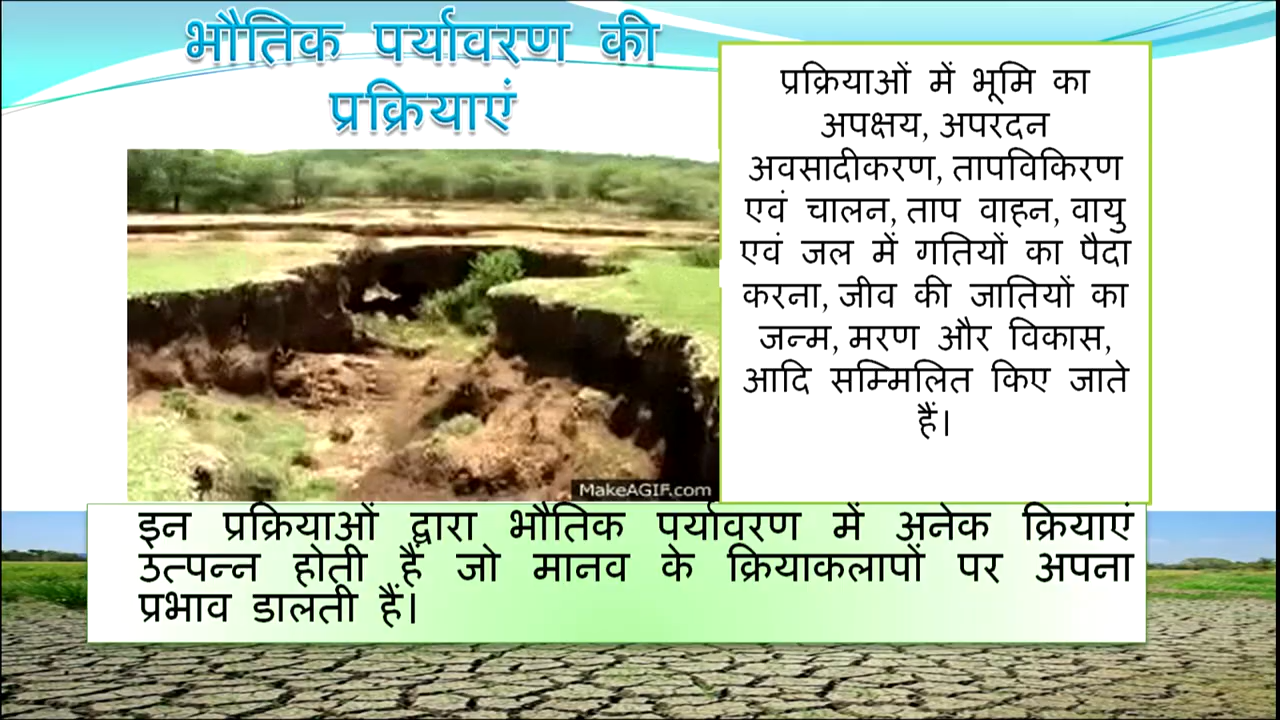 भौतिक पर्यावरण की
प्रक्रियाएं
प्रक्रियाओं में भूमि का
अपक्षय, अपरदन
अवसादीकरण, तापविकिरण
एवं चालन, ताप वाहन, वायु
एवं जल में गतियों का पैदा
करना, जीव की जातियों का
जन्म, मरण और विकास,
आदि सम्मिलित किए जाते
हैं।
MakeAGIF.com
इन प्रक्रियाओं द्वारा भौतिक पर्यावरण में अनेक क्रियाएं
उत्पन्न होती हैं जो मानव के क्रियाकलापों पर अपना
प्रभाव डालती हैं।